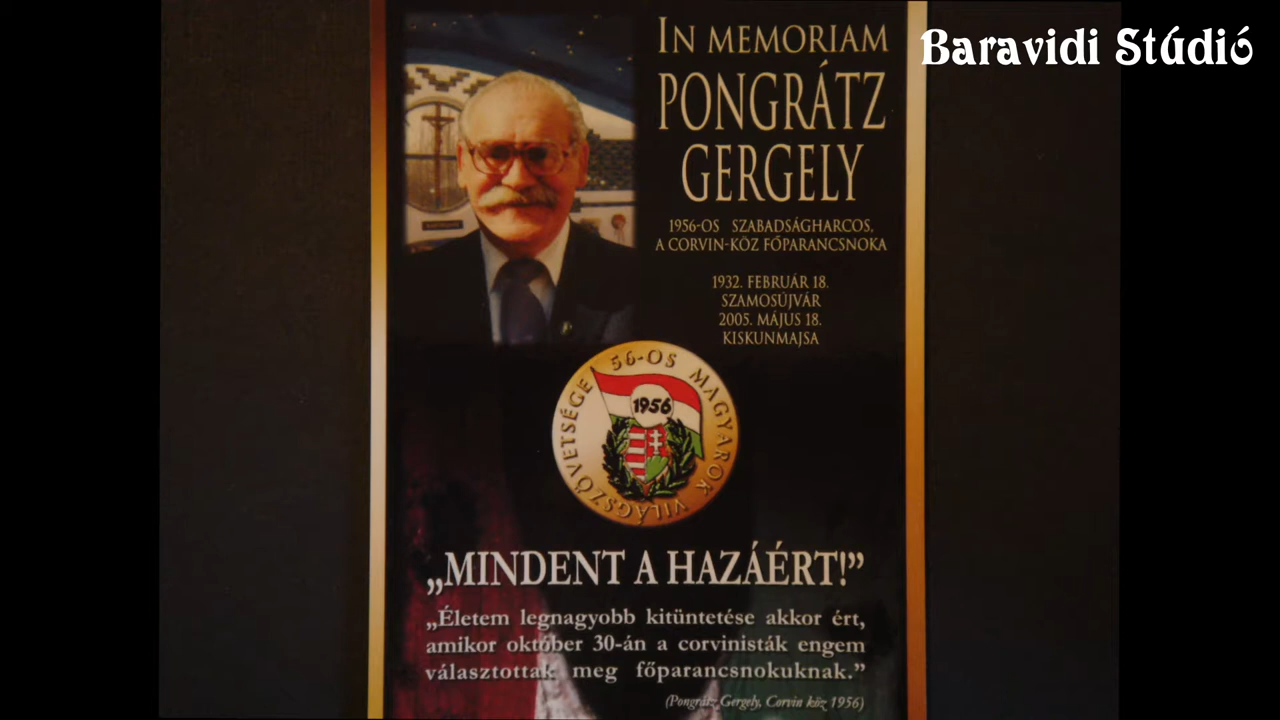 Baravidi Stúdió
IN MEMORIAM
PONGRÁTZ
GERGELY
1956-OS SZABADSÁGHARCOS,
A CORVIN-KÖZ FŐPARANCSNOKA
1932. FEBRUÁR 18.
SZAMOSÚJVÁR
2005. MÁJUS 18.
KISKUNMAJSA
56-OS MAGYAROK VILÁGSZÖVETSÉGE
1956
„MINDENT A HAZÁÉRT!”
„Életem legnagyobb kitüntetése akkor ért,
amikor október 30-án a corvinisták engem
választottak meg főparancsnokuknak.”
(Pongrátz Gergely, Corvin köz 1956)